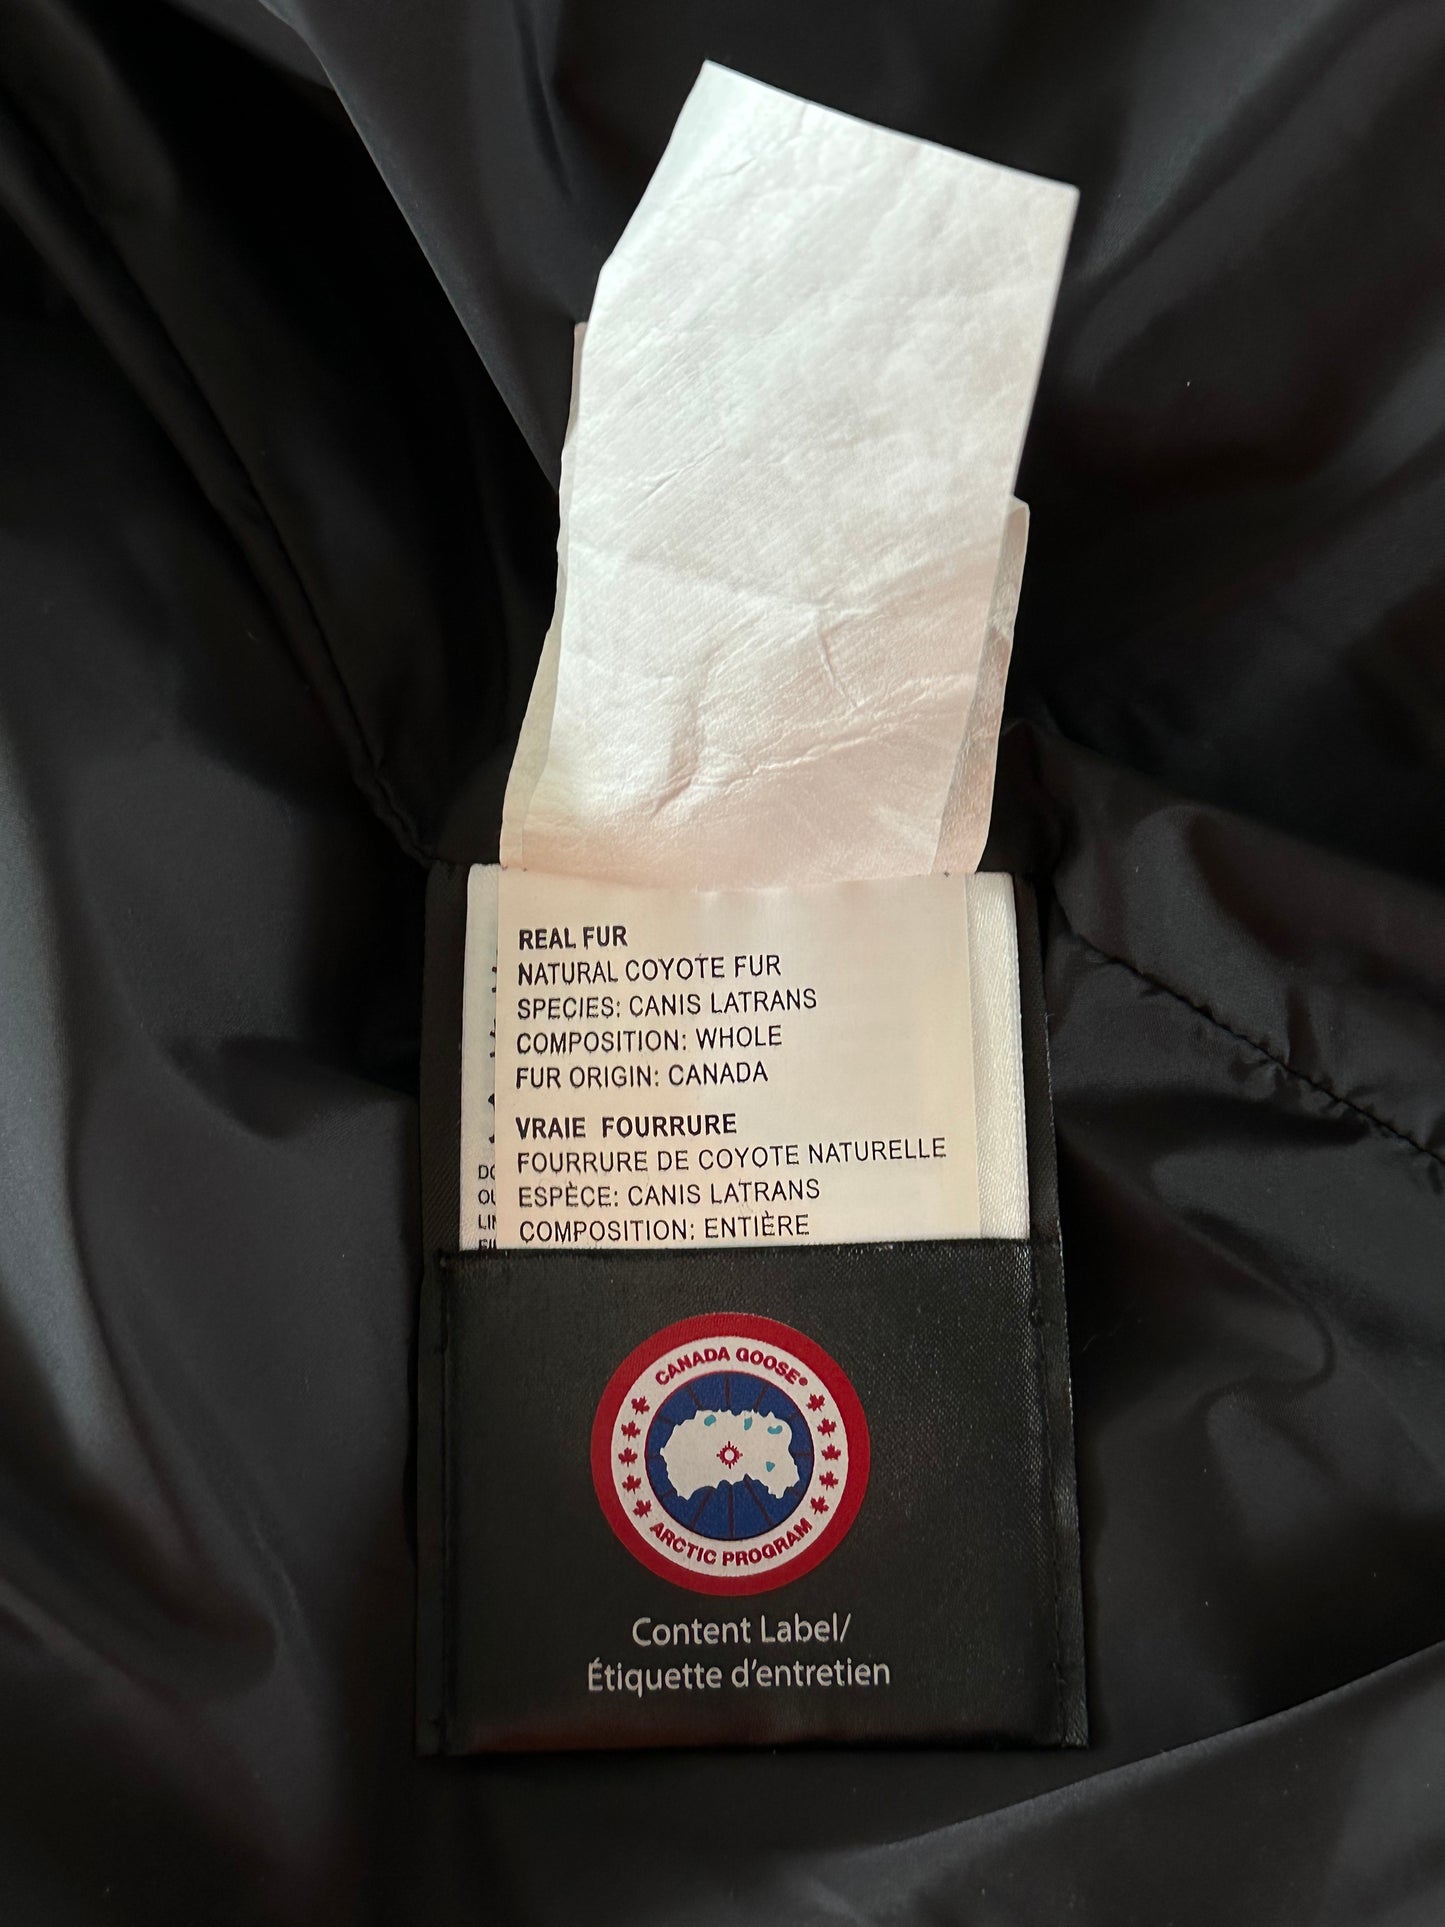 REAL FUR
NATURAL COYOTE FUR
SPECIES: CANIS LATRANS
COMPOSITION: WHOLE
FUR ORIGIN: CANADA
VRAIE FOURRURE
FOURRURE DE COYOTE NATURELLE
ESPÈCE: CANIS LATRANS
COMPOSITION: ENTIÈRE
CANADA GOOSE®
ARCTIC PROGRAM
Content Label/
Étiquette d'entretien